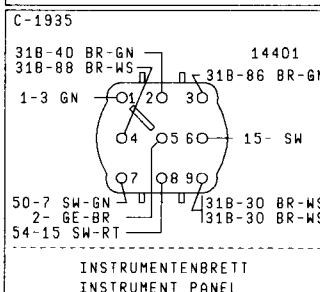 C-1935
31B-40 BR-GN 14401
31B-88 BR-WS 31B-86 BR-GN
1-3 GN 1 2 3
4 5 6 15- SW
7 8 9
50-7 SW-GN 31B-30 BR-WS
2- GE-BR 31B-30 BR-WS
54-15 SW-RT
INSTRUMENTENBRETT
INSTRUMENT PANEL